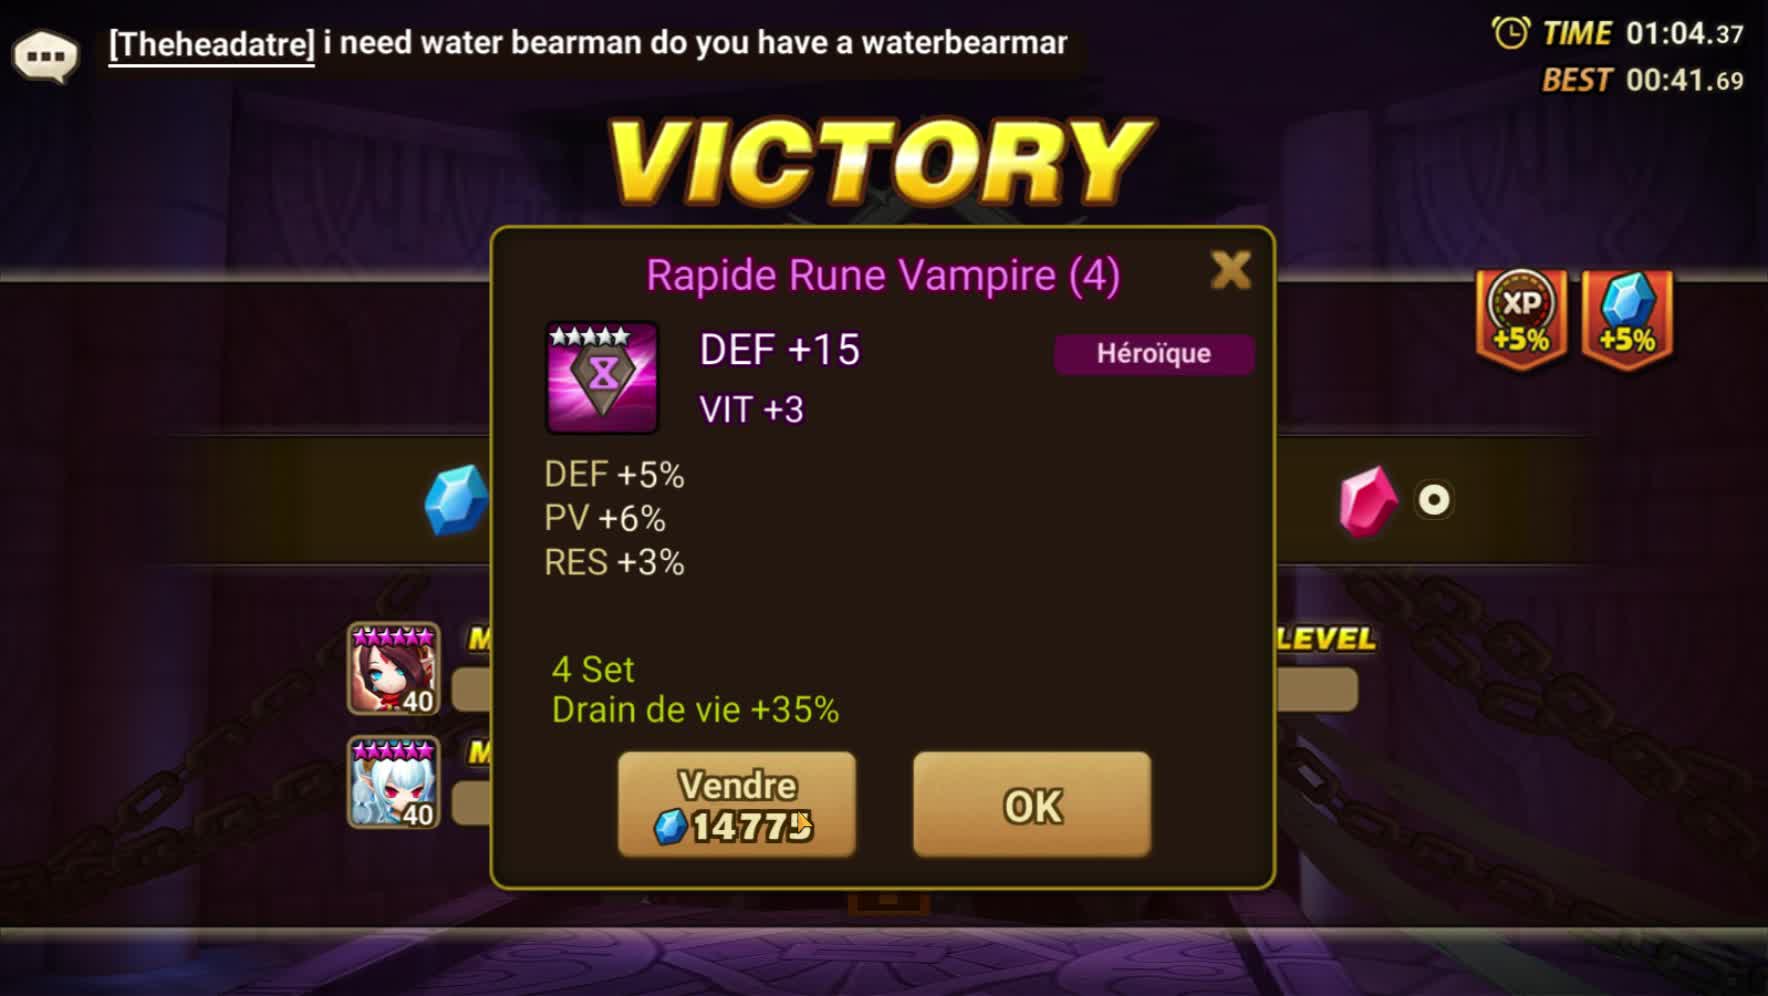 [Theheadatre] i need water bearman do you have a waterbearmar
TIME 01:04.37
BEST 00:41.69
VICTORY
Rapide Rune Vampire (4)
DEF +15
Héroïque
VIT +3
XP
+5%
+5%
DEF +5%
PV +6%
RES +3%
4 Set
Drain de vie +35%
40
M
LEVEL
40
M
Vendre
14775
OK